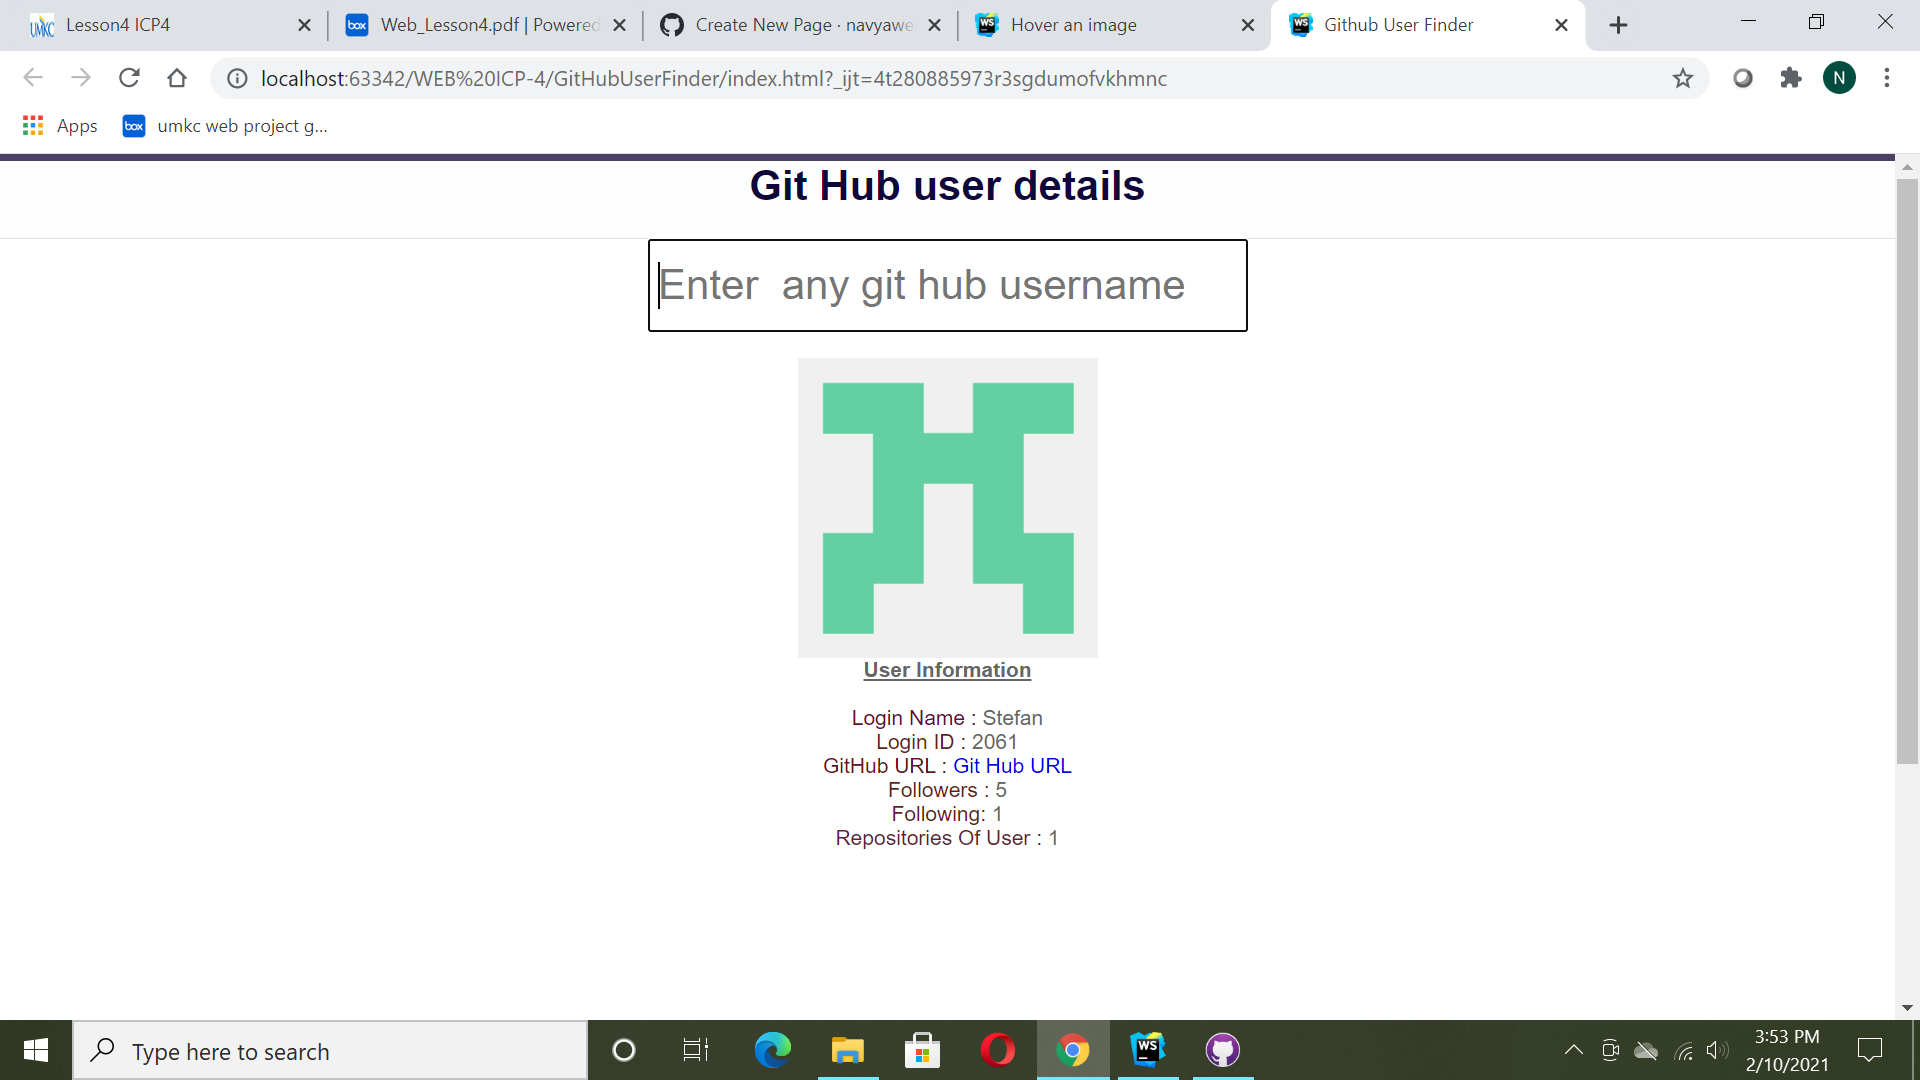 Lesson4 ICP4
box
Web_Lesson4.pdf | Powered
Create New Page · navyawe
WS
Hover an image
WS
Github User Finder
localhost:63342/WEB%20ICP-4/GitHubUserFinder/index.html?_ijt=4t280885973r3sgdumofvkhmnc
N
Apps
box
umkc web project g...
Git Hub user details
Enter  any git hub username
User Information
Login Name : Stefan
Login ID : 2061
GitHub URL : Git Hub URL
Followers : 5
Following: 1
Repositories Of User : 1
Type here to search
WS
3:53 PM
2/10/2021